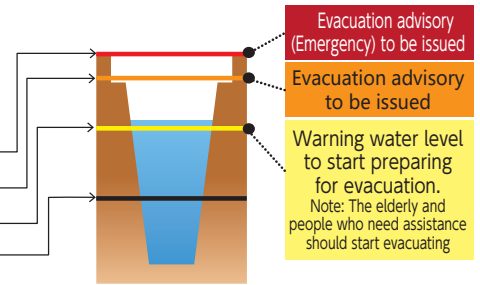 Evacuation advisory
(Emergency) to be issued
Evacuation advisory
to be issued
Warning water level
to start preparing
for evacuation.
Note: The elderly and
people who need assistance
should start evacuating